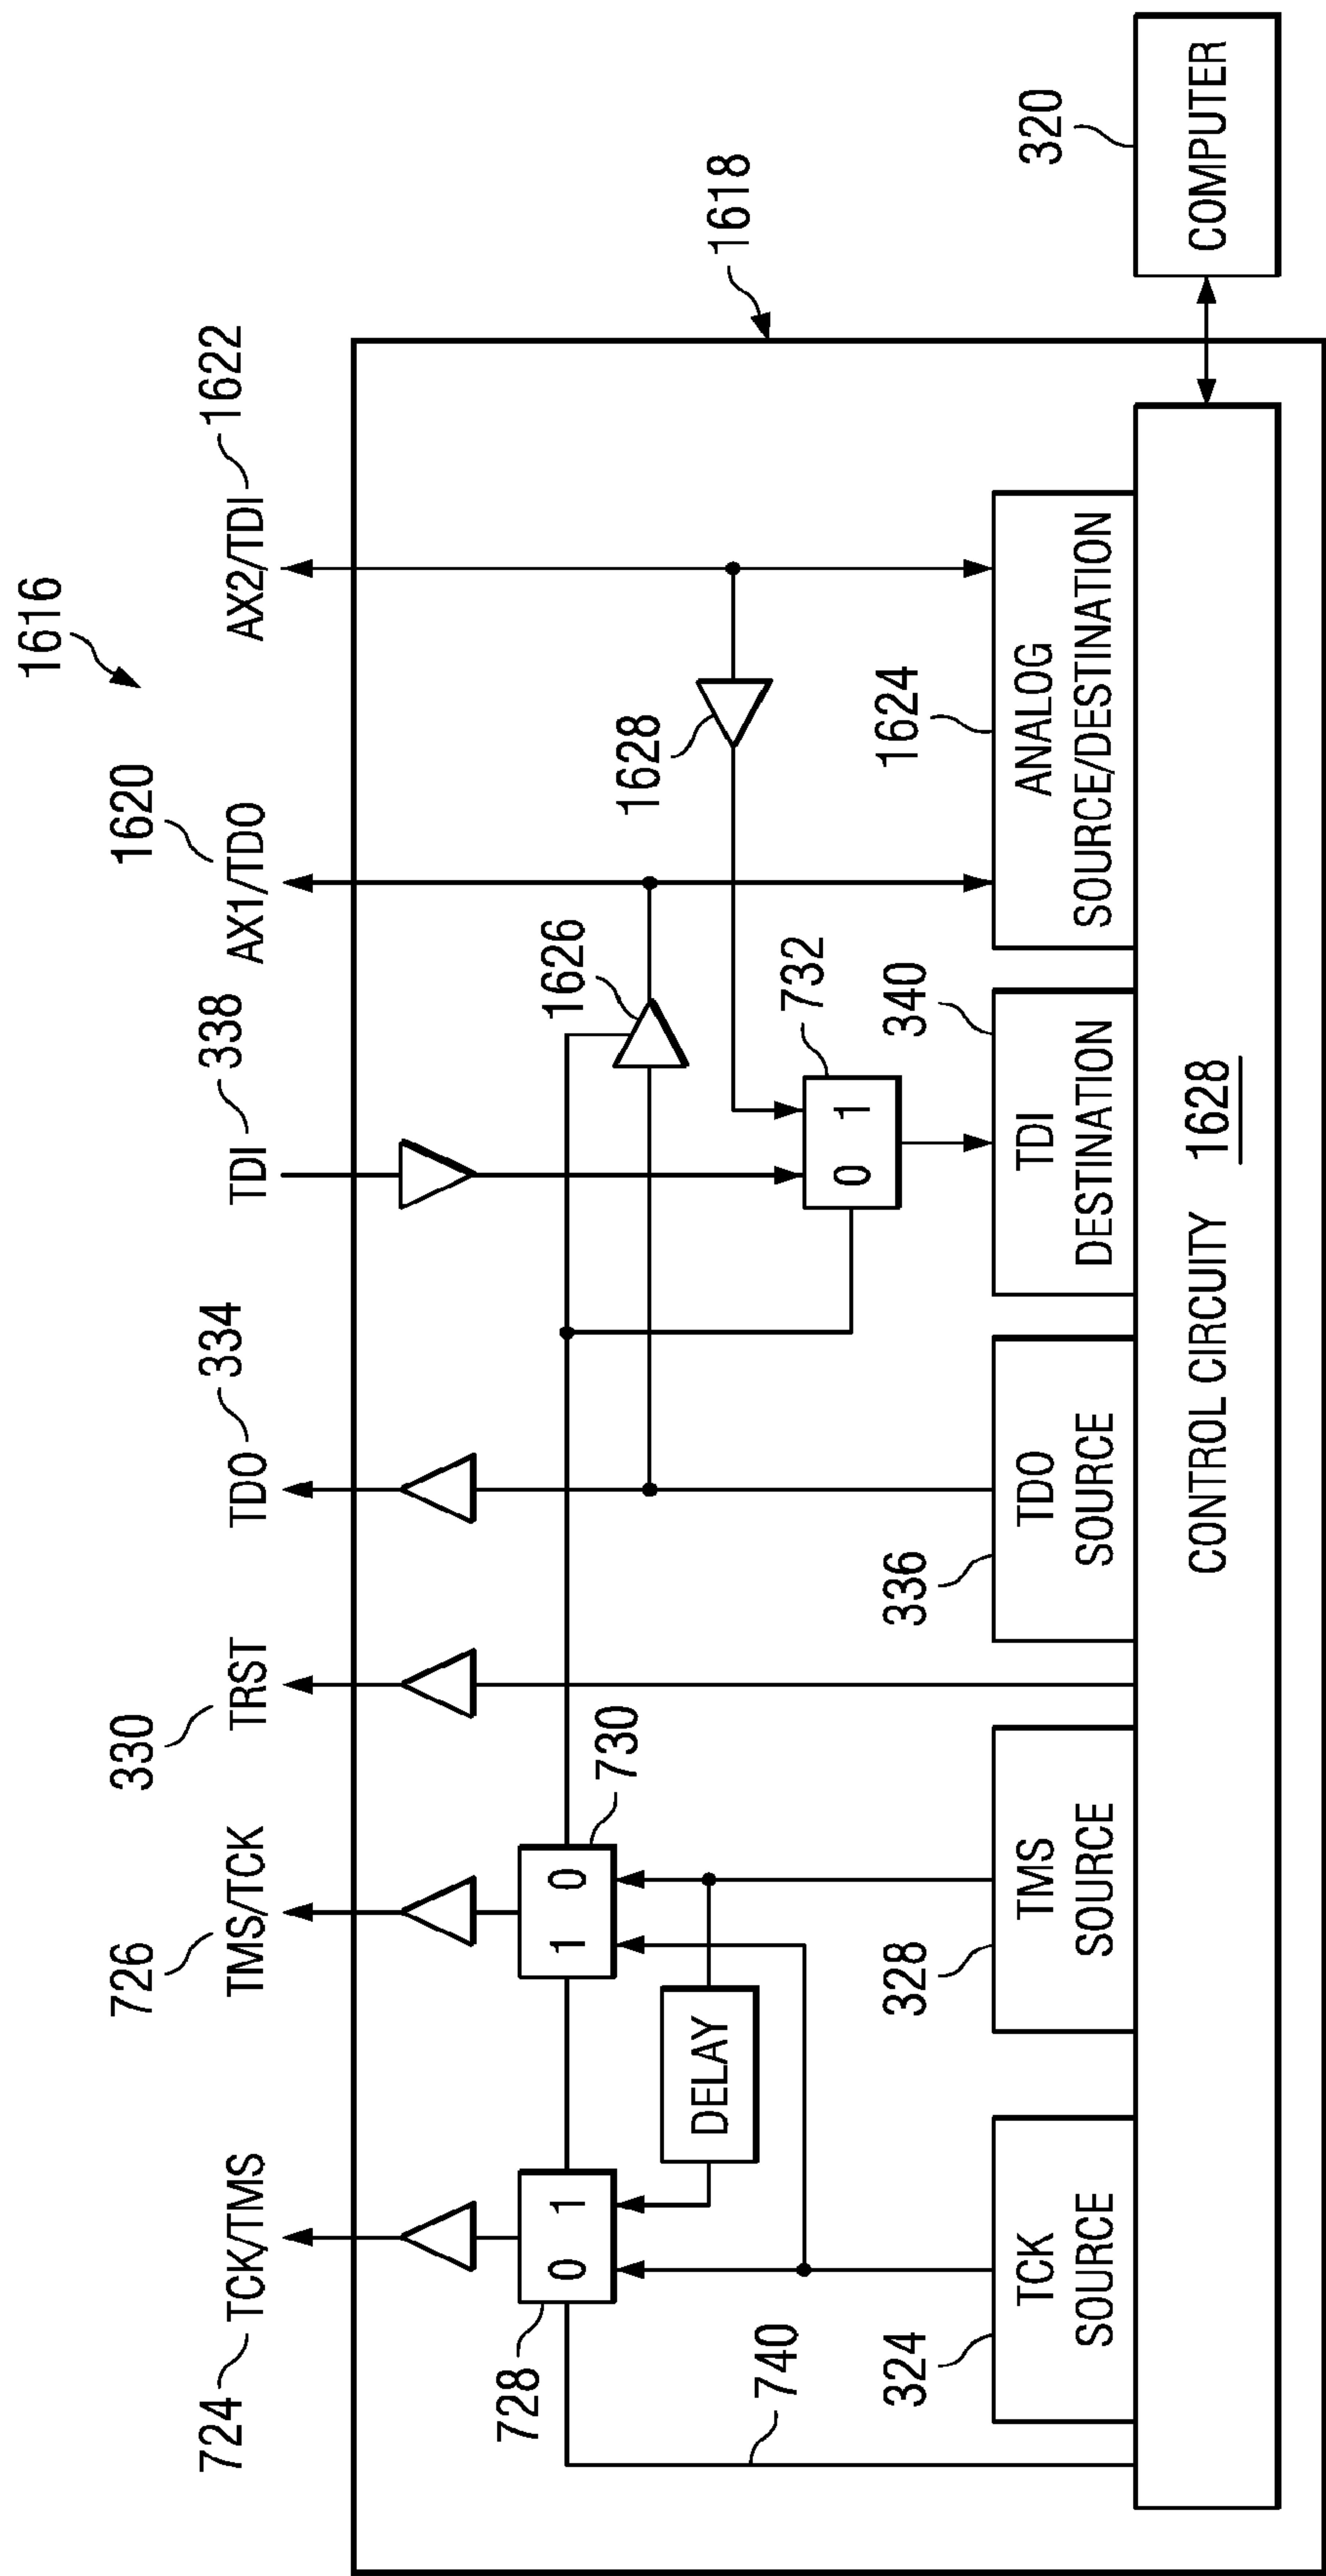 1616
724
TCK/TMS
726
TMS/TCK
330
TRST
TDO
334
TDI
338
1620
AX1/TDO
AX2/TDI
1622
1618
728
0 1
1 0
730
1626
1628
DELAY
732
0 1
740
324
TCK
SOURCE
328
TMS
SOURCE
336
TDO
SOURCE
340
TDI
DESTINATION
1624
ANALOG
SOURCE/DESTINATION
320
COMPUTER
CONTROL CIRCUITY 1628